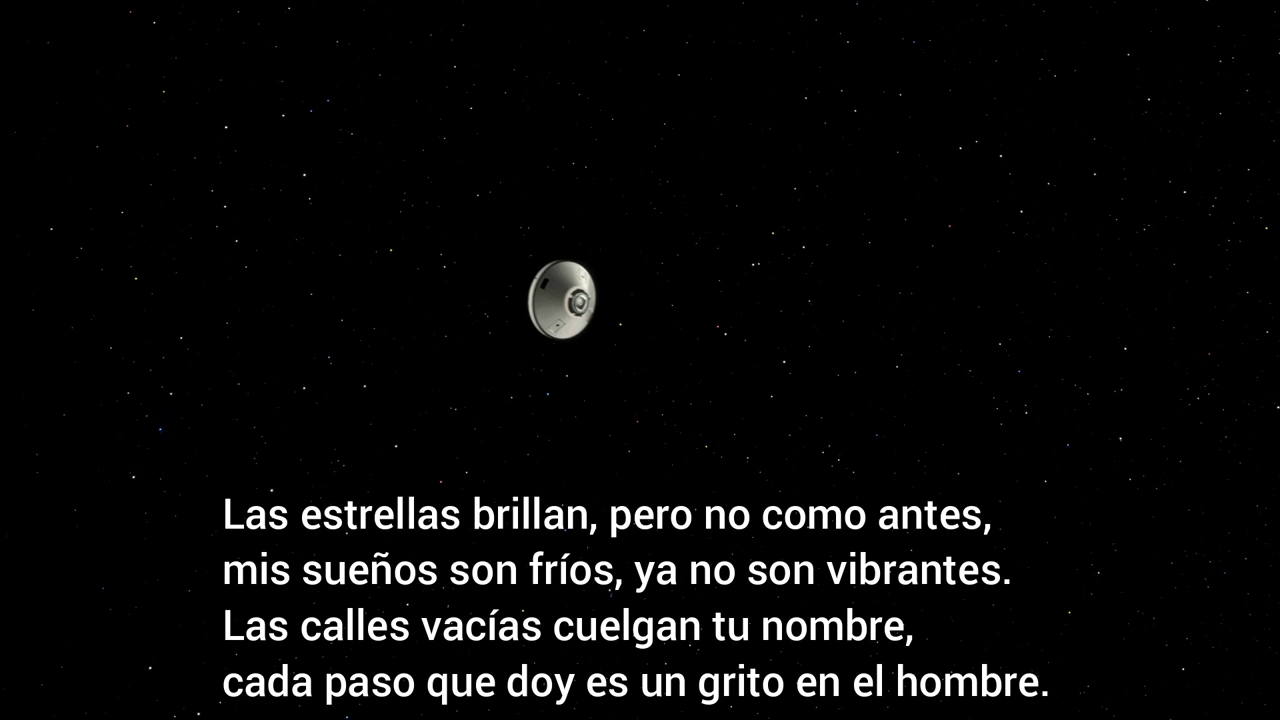 Las estrellas brillan, pero no como antes,
mis sueños son fríos, ya no son vibrantes.
Las calles vacías cuelgan tu nombre,
cada paso que doy es un grito en el hombre.